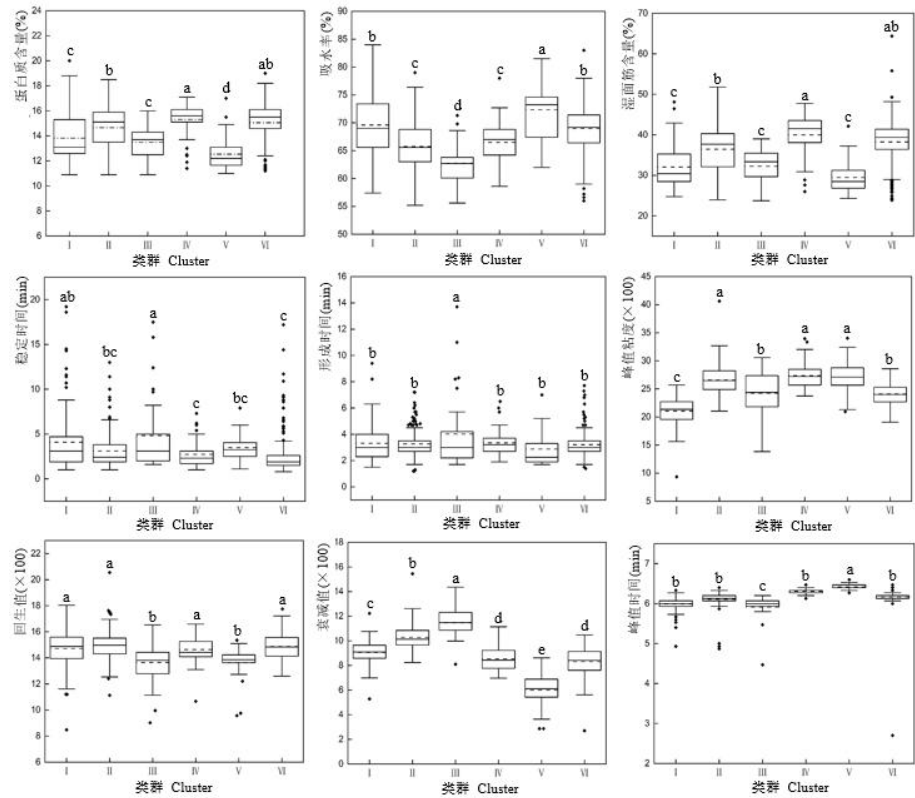 蛋白质含量(%)
24
22
20
18
16
14
12
10
8
6
c
b
c
a
d
ab
I
II
III
IV
V
VI
类群 Cluster
吸水率(%)
90
85
80
75
70
65
60
55
50
b
c
d
c
a
b
I
II
III
IV
V
VI
类群 Cluster
湿面筋含量(%)
70
60
50
40
30
20
c
b
c
a
c
ab
I
II
III
IV
V
VI
类群 Cluster
稳定时间(min)
20
15
10
5
0
ab
bc
a
c
bc
c
I
II
III
IV
V
VI
类群 Cluster
形成时间(min)
16
14
12
10
8
6
4
2
0
b
b
a
b
b
b
I
II
III
IV
V
VI
类群 Cluster
峰值粘度(×100)
45
40
35
30
25
20
15
10
5
c
a
b
a
a
b
I
II
III
IV
V
VI
类群 Cluster
回生值(×100)
22
20
18
16
14
12
10
8
6
a
a
b
a
b
a
I
II
III
IV
V
VI
类群 Cluster
衰减值(×100)
18
16
14
12
10
8
6
4
2
0
c
b
a
d
e
d
I
II
III
IV
V
VI
类群 Cluster
峰值时间(min)
7
6
5
4
3
2
b
b
c
b
a
b
I
II
III
IV
V
VI
类群 Cluster